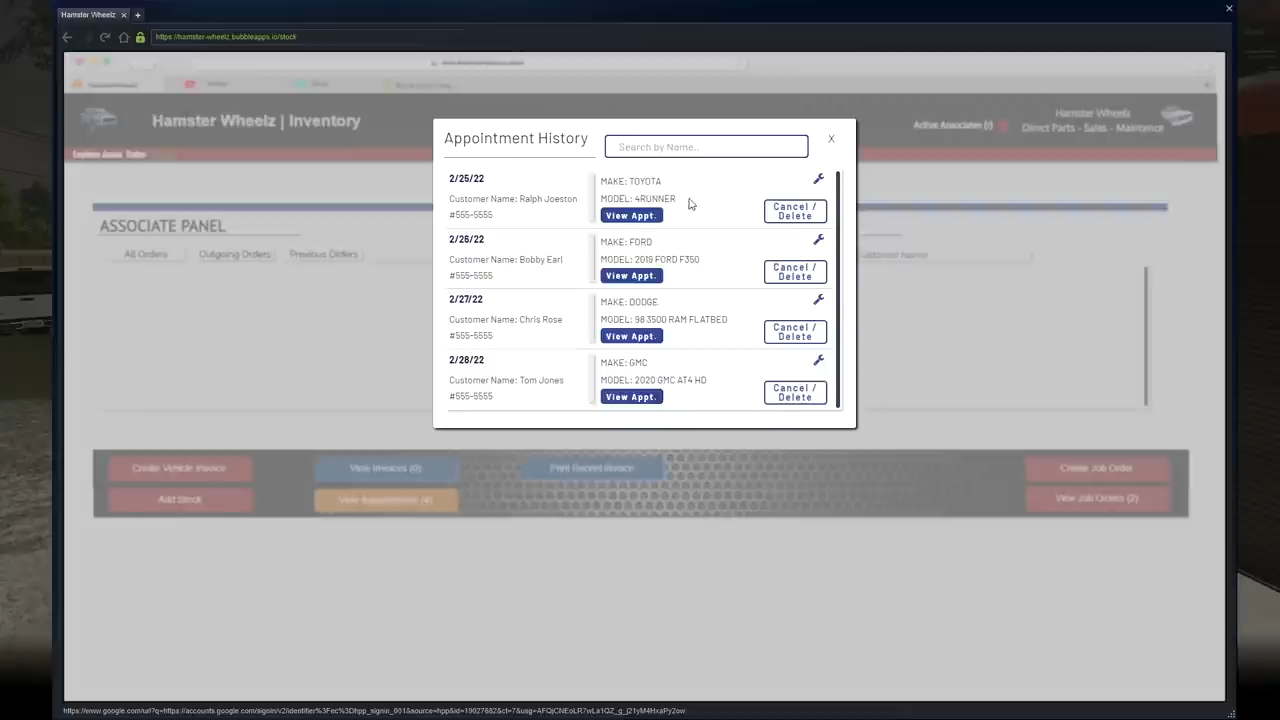 Hamster Wheelz × +
https://hamster-wheelz.bubbleapps.io/stock
Hamster Wheelz | Inventory
Active Associates (1)
Hamster Wheels
Direct Parts - Sales - Maintence
ASSOCIATE PANEL
All Orders
Outgoing Orders
Previous Orders
Customer Name
Appointment History
Search by Name..
X
2/25/22
Customer Name: Ralph Joeston
#555-5555
MAKE: TOYOTA
MODEL: 4RUNNER
View Appt.
Cancel /
Delete
2/26/22
Customer Name: Bobby Earl
#555-5555
MAKE: FORD
MODEL: 2019 FORD F350
View Appt.
Cancel /
Delete
2/27/22
Customer Name: Chris Rose
#555-5555
MAKE: DODGE
MODEL: 98 3500 RAM FLATBED
View Appt.
Cancel /
Delete
2/28/22
Customer Name: Tom Jones
#555-5555
MAKE: GMC
MODEL: 2020 GMC AT4 HD
View Appt.
Cancel /
Delete
Create Vehicle Invoice
View Invoices (0)
Print Recent Invoice
Create Job Order
Add Stock
View Appointments (4)
View Job Orders (2)